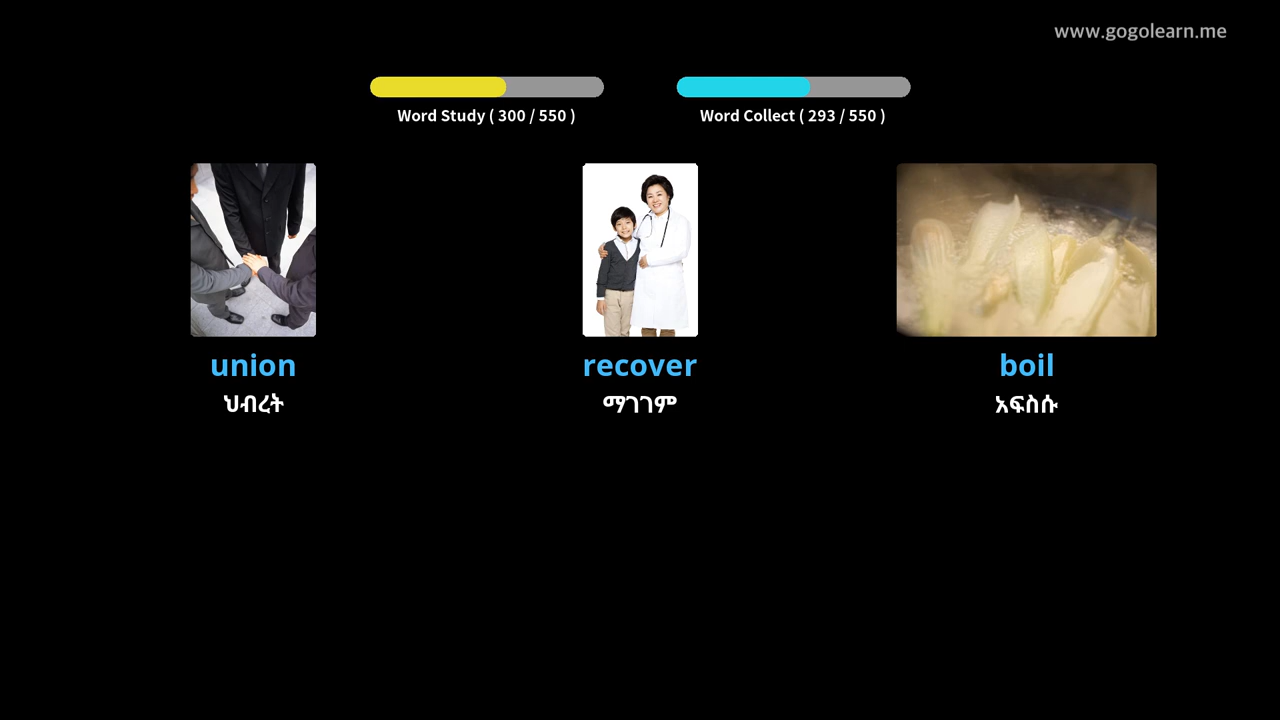 www.gogolearn.me
Word Study ( 300 / 550 )
Word Collect ( 293 / 550 )
union
recover
boil
ህብረት
ማገገም
አፍስሱ